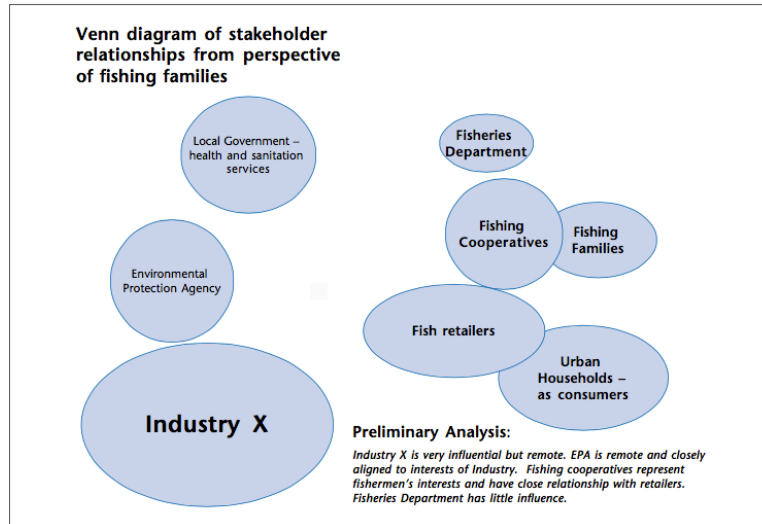 Venn diagram of stakeholder
relationships from perspective
of fishing families
Local Government –
health and sanitation
services
Fisheries
Department
Fishing
Cooperatives
Fishing
Families
Environmental
Protection Agency
Fish retailers
Urban
Households –
as consumers
Industry X
Preliminary Analysis:
Industry X is very influential but remote. EPA is remote and closely
aligned to interests of Industry. Fishing cooperatives represent
fishermen's interests and have close relationship with retailers.
Fisheries Department has little influence.